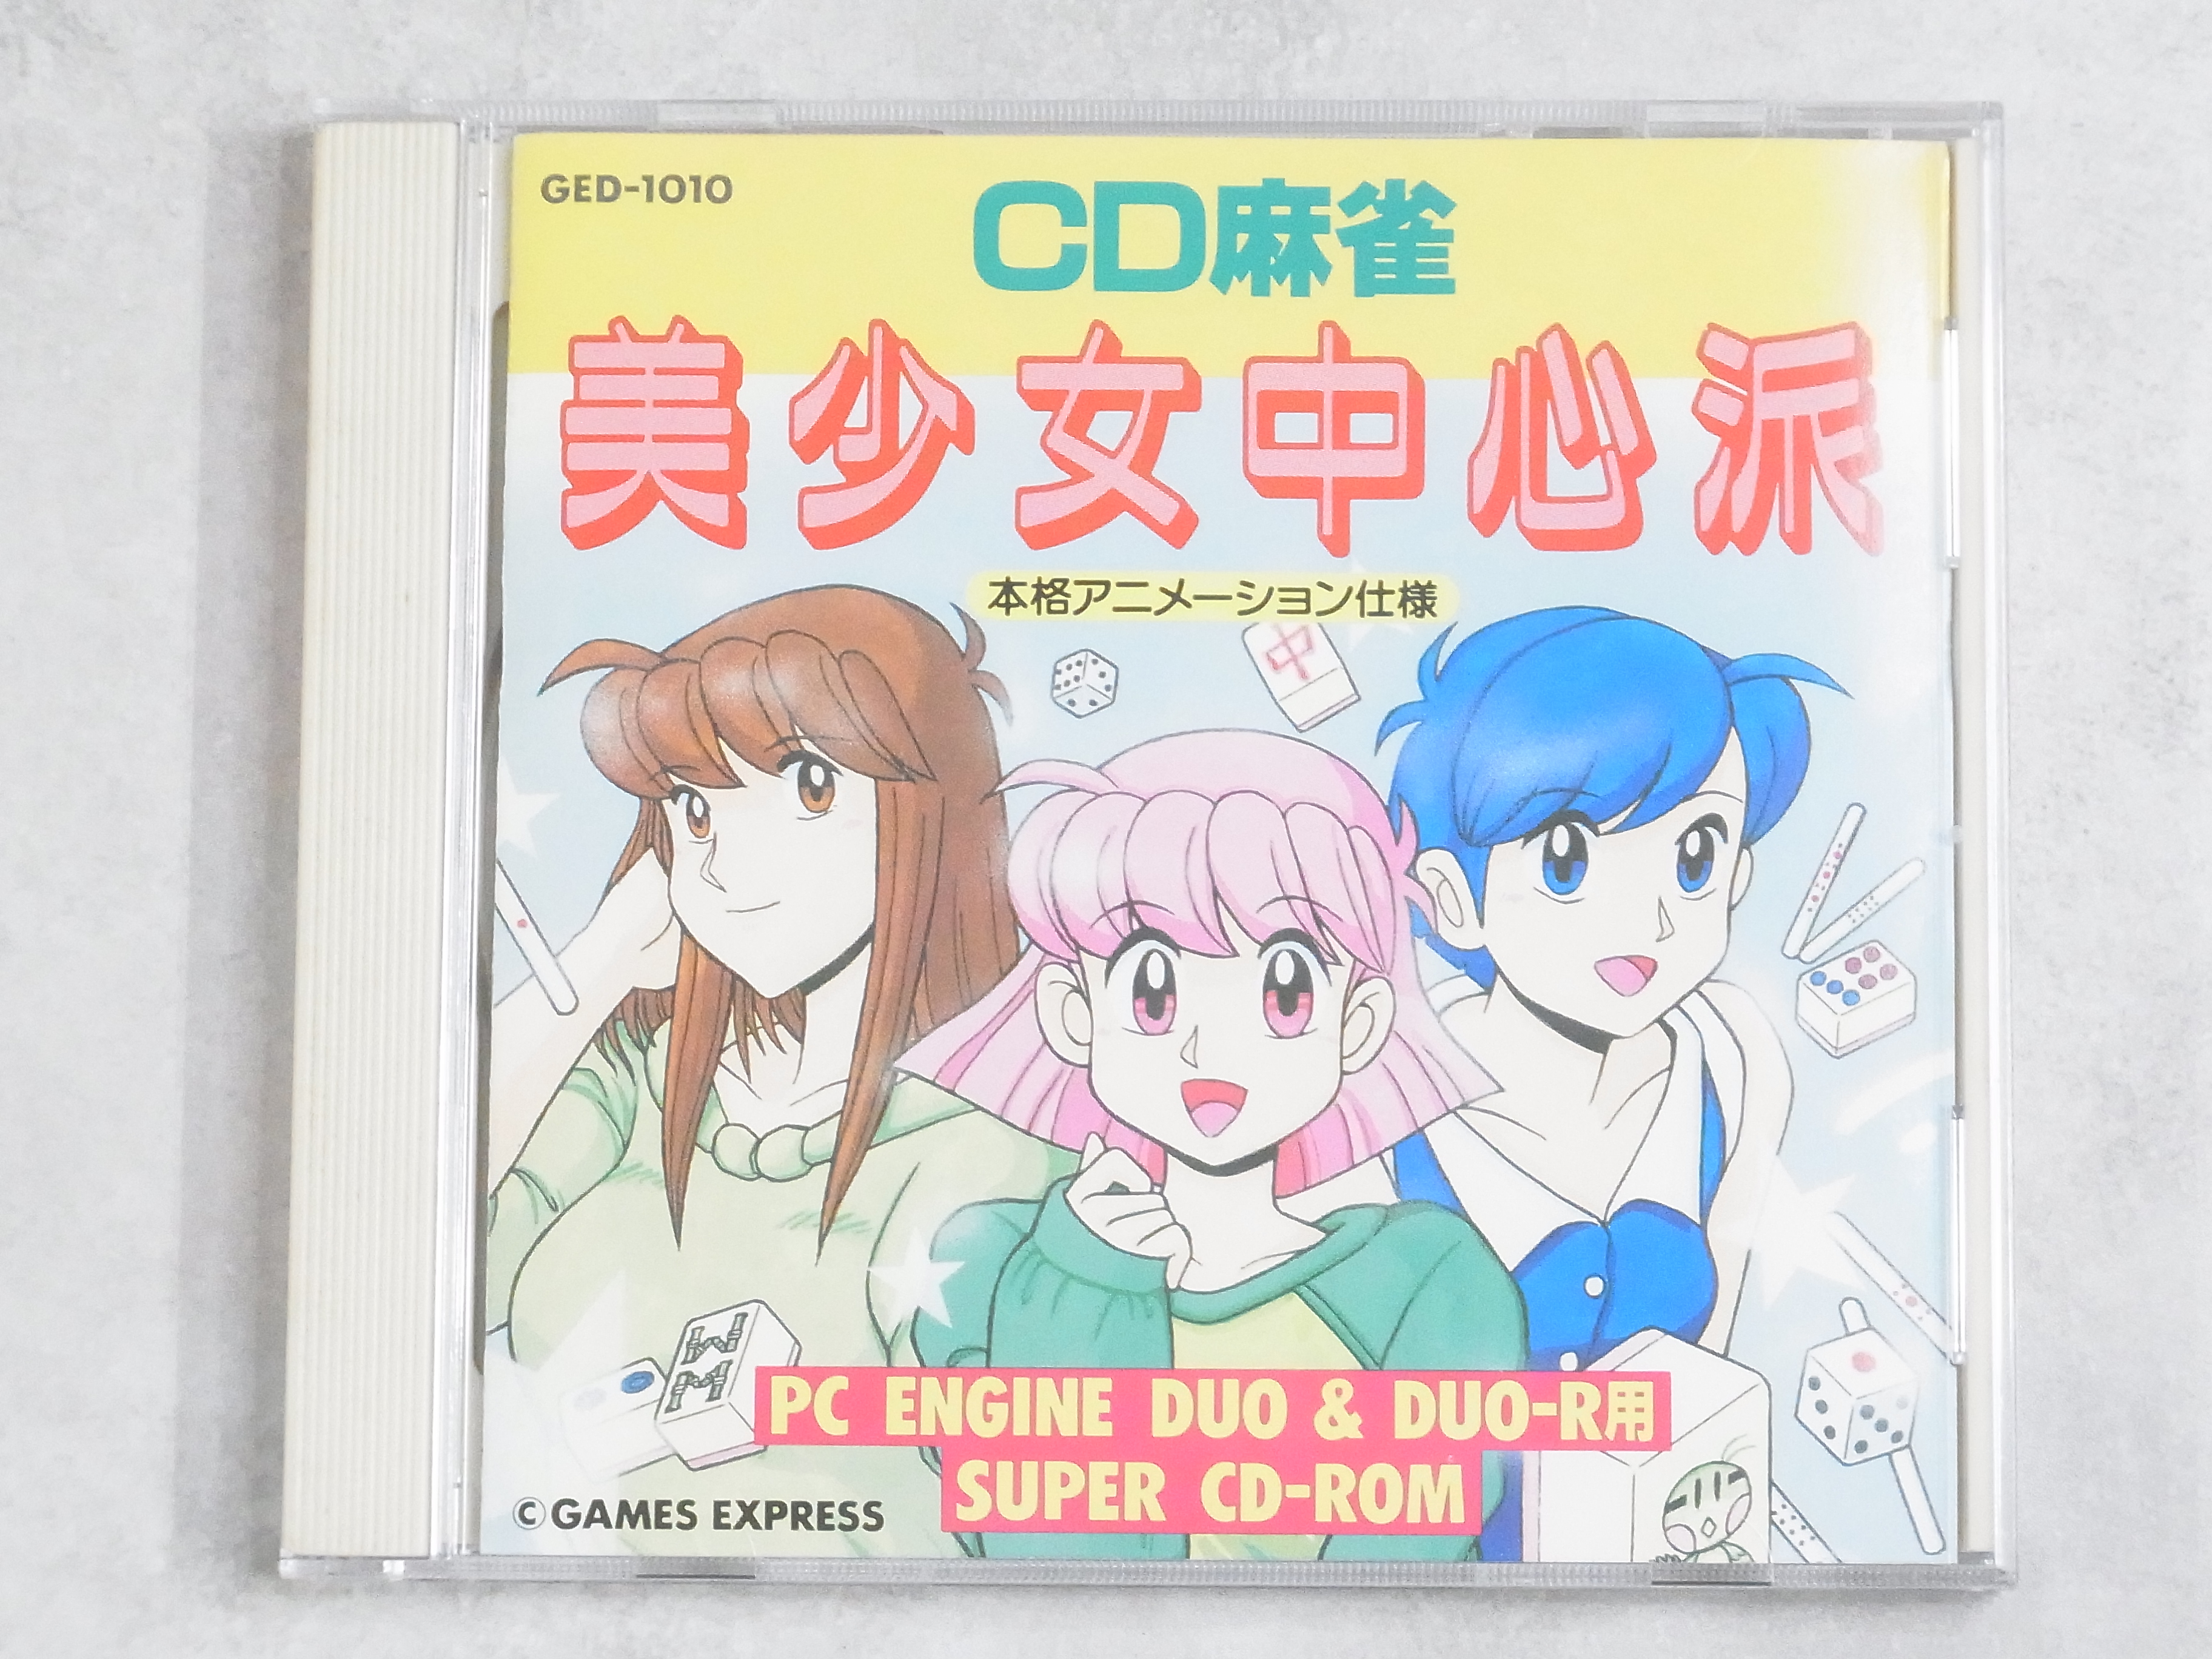 GED-1010
CD麻雀
美少女中心派
本格アニメーション仕様
中
PC ENGINE DUO & DUO-R用
SUPER CD-ROM
©GAMES EXPRESS